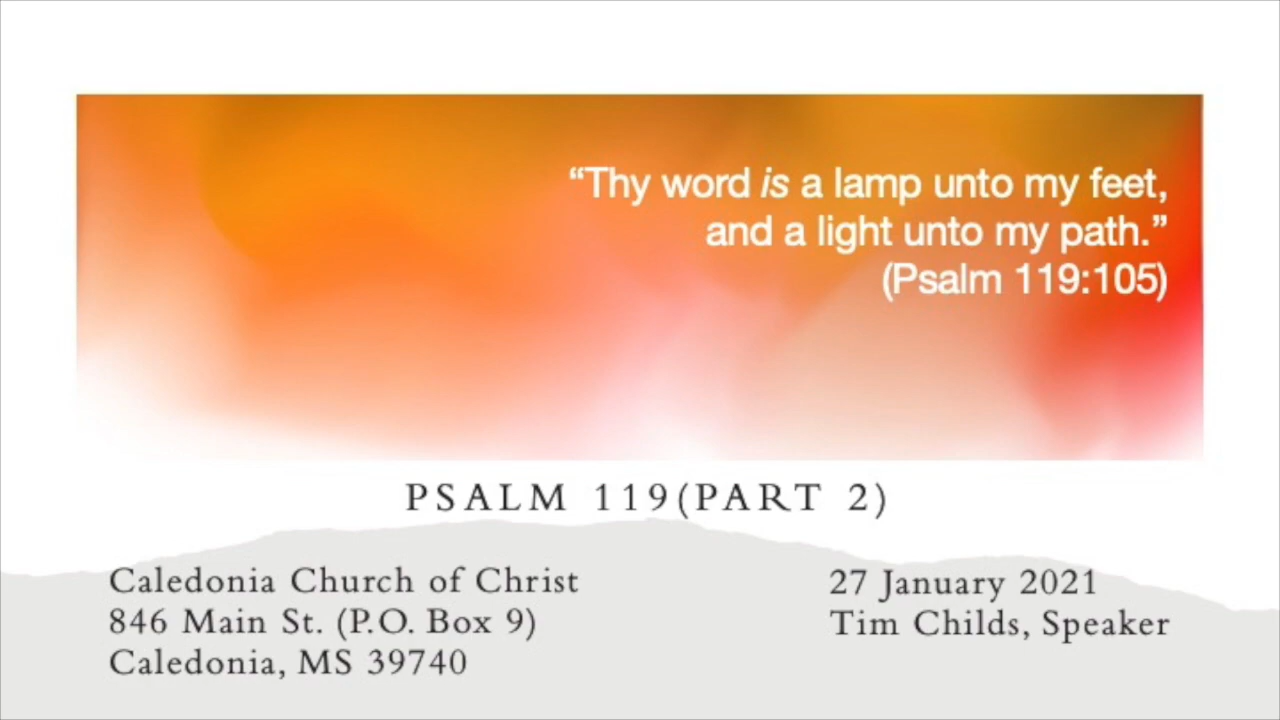 “Thy word is a lamp unto my feet,
and a light unto my path.”
(Psalm 119:105)
PSALM 119(PART 2)
Caledonia Church of Christ
846 Main St. (P.O. Box 9)
Caledonia, MS 39740
27 January 2021
Tim Childs, Speaker